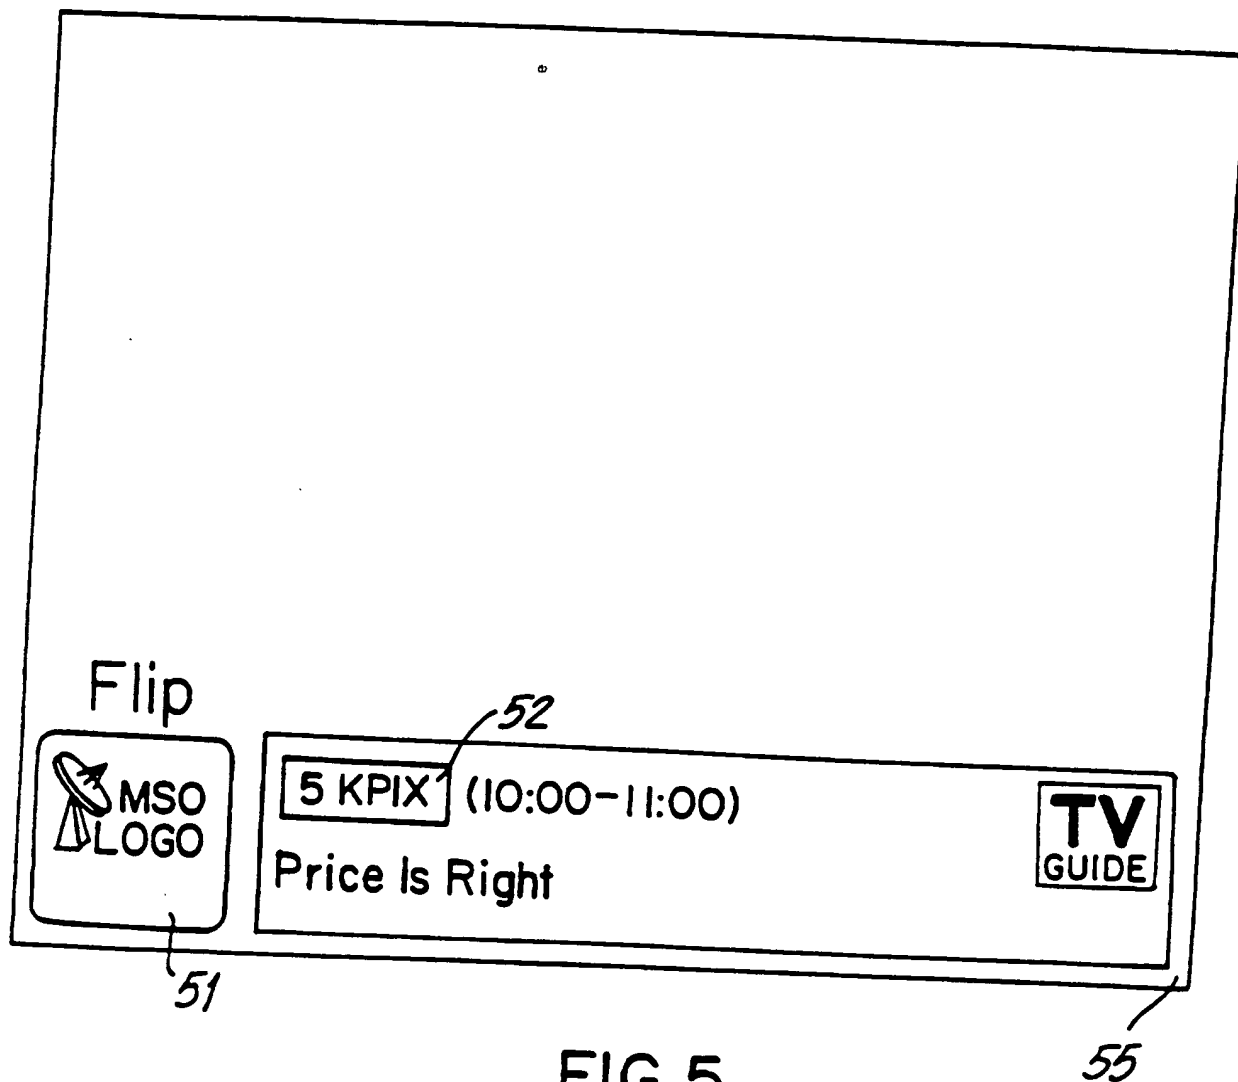 Flip
52
MSO
LOGO
5 KPIX (10:00-11:00)
Price Is Right
TV
GUIDE
51
55
FIG.5